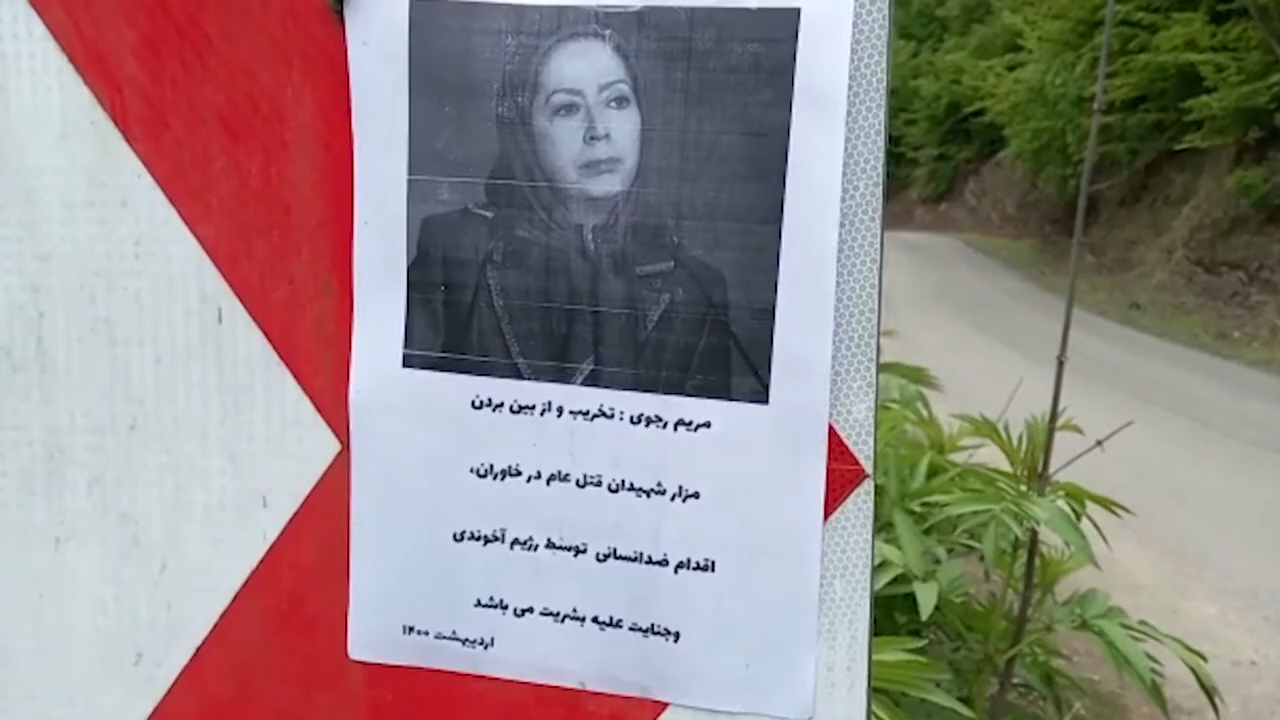 مریم رجوی : تخریب و از بین بردن
مزار شهیدان قتل عام در خاوران،
اقدام ضدانسانی توسط رژیم آخوندی
وجنایت علیه بشریت می باشد
اردیبهشت ۱۴۰۰